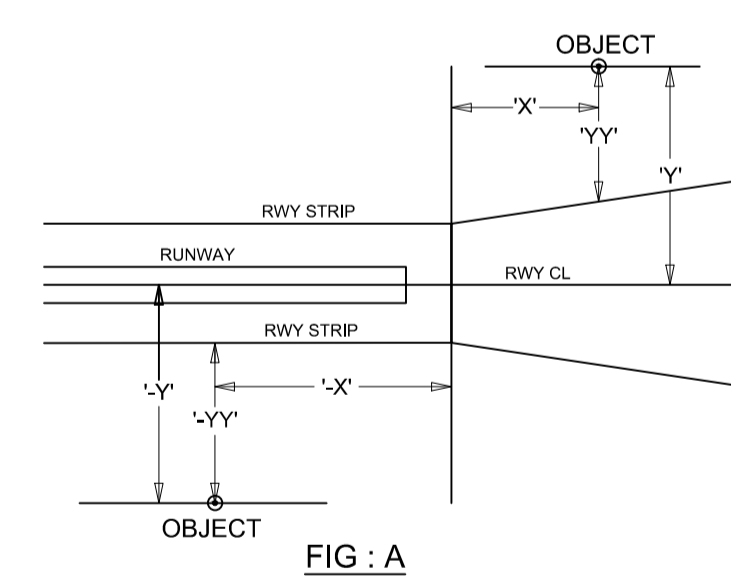 OBJECT
'X'
'YY'
'Y'
RWY STRIP
RUNWAY
RWY CL
RWY STRIP
'-Y'
'-X'
'-YY'
OBJECT
FIG : A